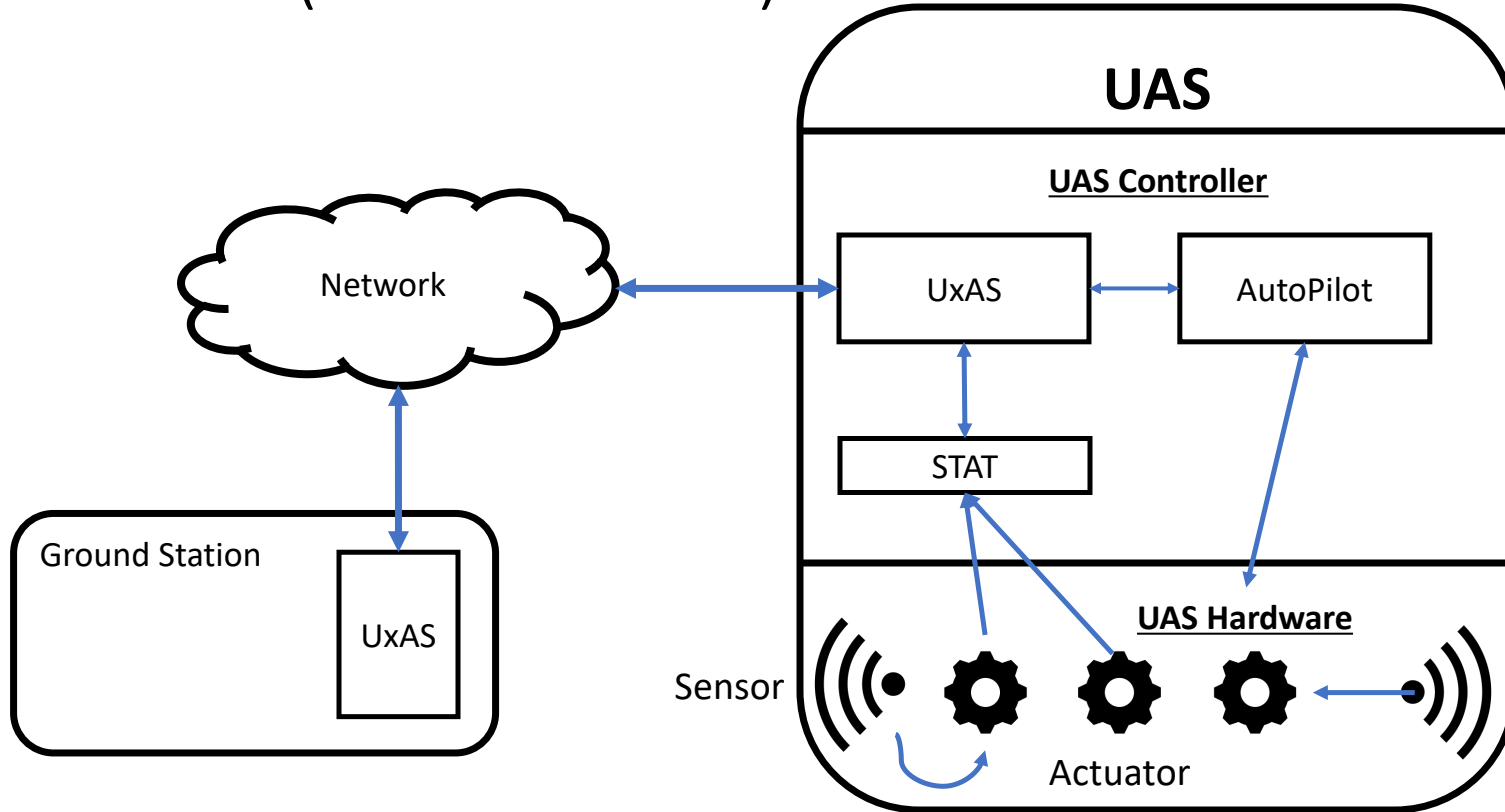 UAS
UAS Controller
Network
UxAS
AutoPilot
STAT
Ground Station
UxAS
UAS Hardware
Sensor
Actuator